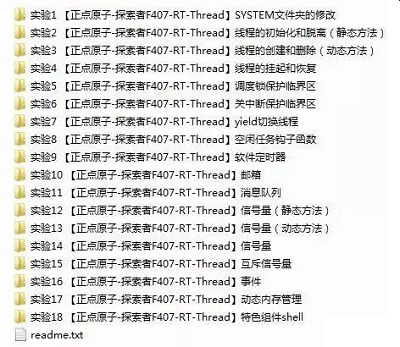 实验1 【正点原子-探索者F407-RT-Thread】SYSTEM文件夹的修改
实验2 【正点原子-探索者F407-RT-Thread】线程的初始化和脱离（静态方法）
实验3 【正点原子-探索者F407-RT-Thread】线程的创建和删除（动态方法）
实验4 【正点原子-探索者F407-RT-Thread】线程的挂起和恢复
实验5 【正点原子-探索者F407-RT-Thread】调度锁保护临界区
实验6 【正点原子-探索者F407-RT-Thread】关中断保护临界区
实验7 【正点原子-探索者F407-RT-Thread】yield切换线程
实验8 【正点原子-探索者F407-RT-Thread】空闲任务钩子函数
实验9 【正点原子-探索者F407-RT-Thread】软件定时器
实验10 【正点原子-探索者F407-RT-Thread】邮箱
实验11 【正点原子-探索者F407-RT-Thread】消息队列
实验12 【正点原子-探索者F407-RT-Thread】信号量（静态方法）
实验13 【正点原子-探索者F407-RT-Thread】信号量（动态方法）
实验14 【正点原子-探索者F407-RT-Thread】信号量
实验15 【正点原子-探索者F407-RT-Thread】互斥信号量
实验16 【正点原子-探索者F407-RT-Thread】事件
实验17 【正点原子-探索者F407-RT-Thread】动态内存管理
实验18 【正点原子-探索者F407-RT-Thread】特色组件shell
readme.txt